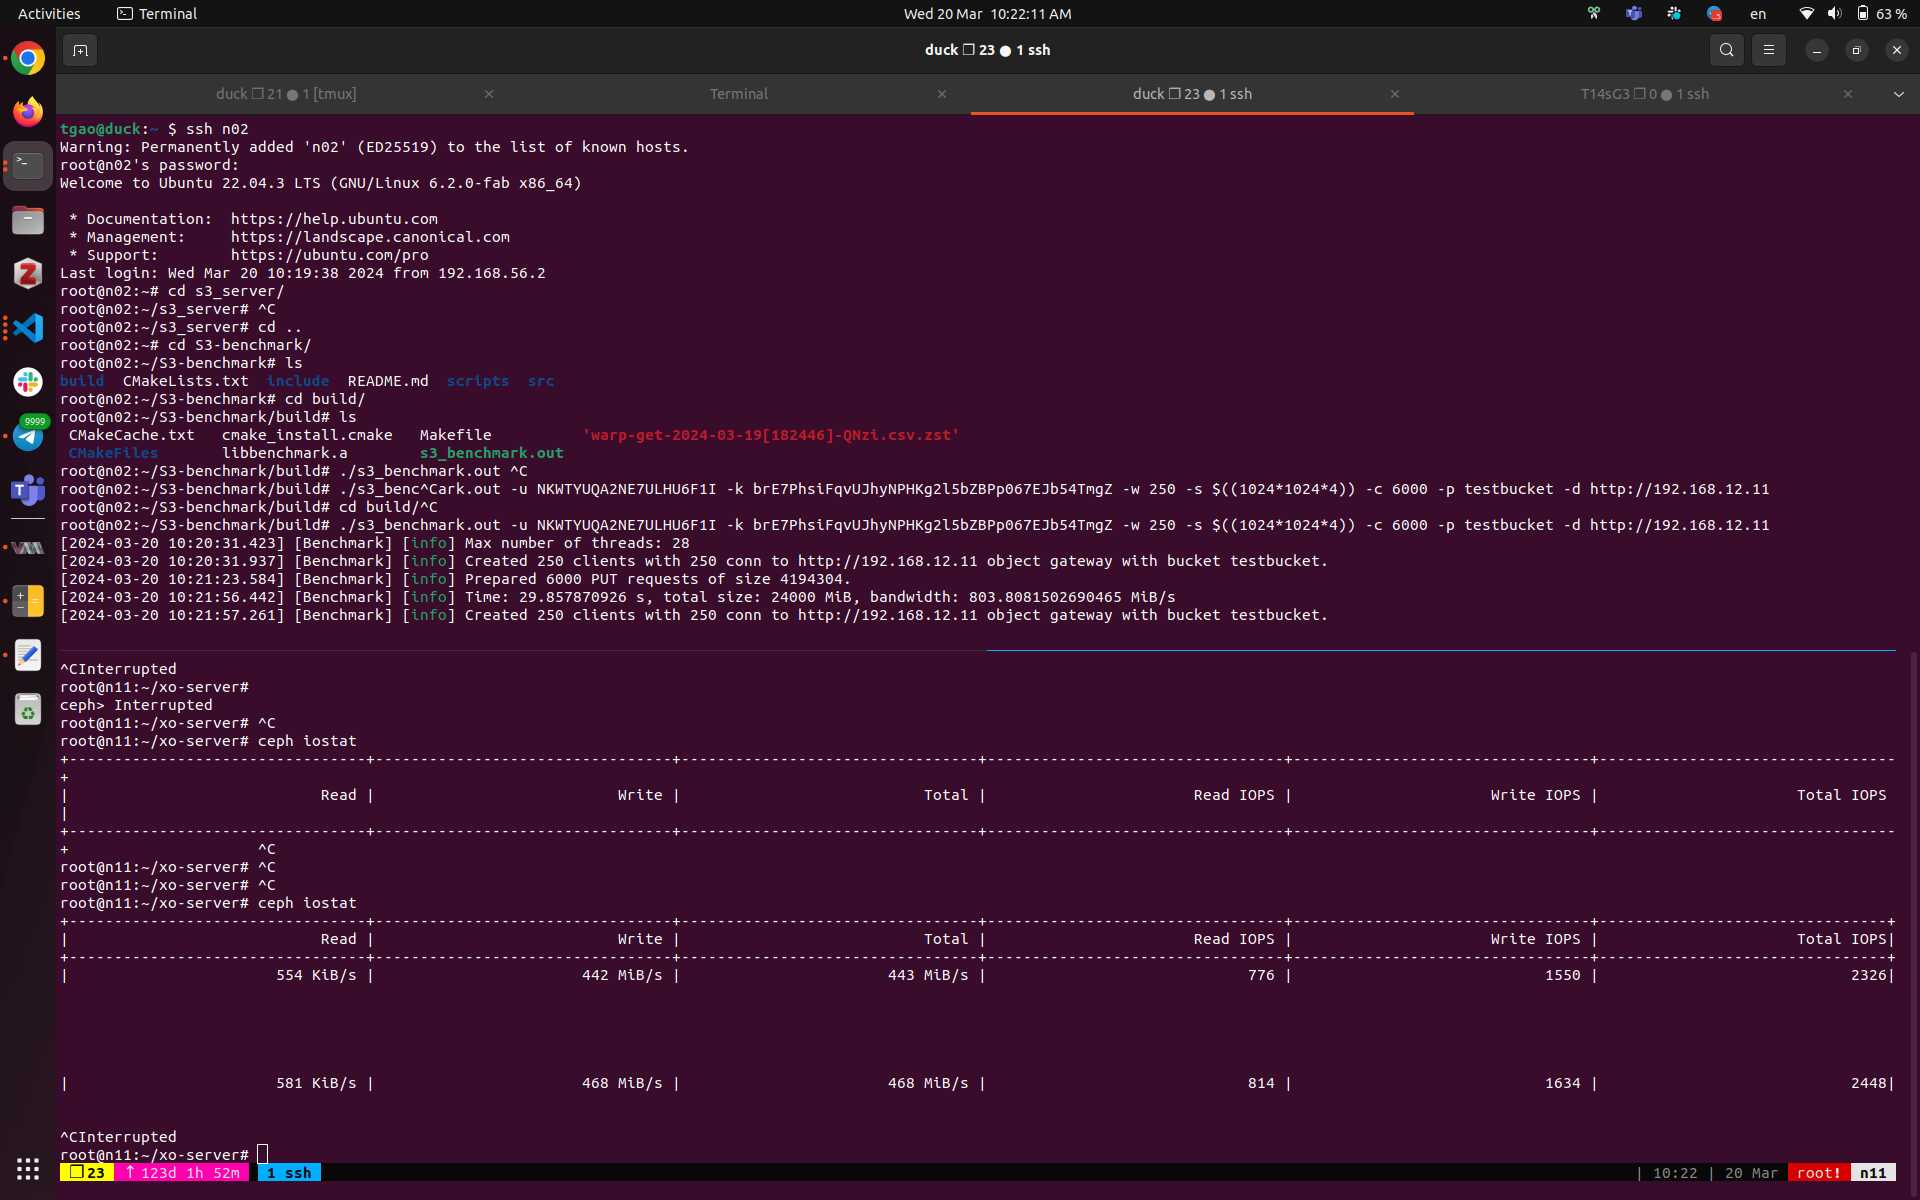 Activities Terminal Wed 20 Mar 10:22:11 AM en 63 %
duck ❐ 23 ● 1 ssh
duck ❐ 21 ● 1 [tmux] Terminal duck ❐ 23 ● 1 ssh T14sG3 ❐ 0 ● 1 ssh
tgao@duck:~ $ ssh n02
Warning: Permanently added 'n02' (ED25519) to the list of known hosts.
root@n02's password:
Welcome to Ubuntu 22.04.3 LTS (GNU/Linux 6.2.0-fab x86_64)
* Documentation:  https://help.ubuntu.com
* Management:     https://landscape.canonical.com
* Support:        https://ubuntu.com/pro
Last login: Wed Mar 20 10:19:38 2024 from 192.168.56.2
root@n02:~# cd s3_server/
root@n02:~/s3_server# ^C
root@n02:~/s3_server# cd ..
root@n02:~# cd S3-benchmark/
root@n02:~/S3-benchmark# ls
build  CMakeLists.txt  include  README.md  scripts  src
root@n02:~/S3-benchmark# cd build/
root@n02:~/S3-benchmark/build# ls
CMakeCache.txt   cmake_install.cmake   Makefile          'warp-get-2024-03-19[182446]-QNzi.csv.zst'
CMakeFiles       libbenchmark.a        s3_benchmark.out
root@n02:~/S3-benchmark/build# ./s3_benchmark.out ^C
root@n02:~/S3-benchmark/build# ./s3_benc^Cark.out -u NKWTYUQA2NE7ULHU6F1I -k brE7PhsiFqvUJhyNPHKg2l5bZBPp067EJb54TmgZ -w 250 -s $((1024*1024*4)) -c 6000 -p testbucket -d http://192.168.12.11
root@n02:~/S3-benchmark/build# cd build/^C
root@n02:~/S3-benchmark/build# ./s3_benchmark.out -u NKWTYUQA2NE7ULHU6F1I -k brE7PhsiFqvUJhyNPHKg2l5bZBPp067EJb54TmgZ -w 250 -s $((1024*1024*4)) -c 6000 -p testbucket -d http://192.168.12.11
[2024-03-20 10:20:31.423] [Benchmark] [info] Max number of threads: 28
[2024-03-20 10:20:31.937] [Benchmark] [info] Created 250 clients with 250 conn to http://192.168.12.11 object gateway with bucket testbucket.
[2024-03-20 10:21:23.584] [Benchmark] [info] Prepared 6000 PUT requests of size 4194304.
[2024-03-20 10:21:56.442] [Benchmark] [info] Time: 29.857870926 s, total size: 24000 MiB, bandwidth: 803.8081502690465 MiB/s
[2024-03-20 10:21:57.261] [Benchmark] [info] Created 250 clients with 250 conn to http://192.168.12.11 object gateway with bucket testbucket.
^CInterrupted
root@n11:~/xo-server#
ceph> Interrupted
root@n11:~/xo-server# ^C
root@n11:~/xo-server# ceph iostat
+---------------------------------+---------------------------------+---------------------------------+---------------------------------+---------------------------------+---------------------------------
+
| Read | Write | Total | Read IOPS | Write IOPS | Total IOPS
|
+---------------------------------+---------------------------------+---------------------------------+---------------------------------+---------------------------------+---------------------------------
+ ^C
root@n11:~/xo-server# ^C
root@n11:~/xo-server# ^C
root@n11:~/xo-server# ceph iostat
+---------------------------------+---------------------------------+---------------------------------+---------------------------------+---------------------------------+--------------------------------+
| Read | Write | Total | Read IOPS | Write IOPS | Total IOPS|
+---------------------------------+---------------------------------+---------------------------------+---------------------------------+---------------------------------+--------------------------------+
| 554 KiB/s | 442 MiB/s | 443 MiB/s | 776 | 1550 | 2326|
| 581 KiB/s | 468 MiB/s | 468 MiB/s | 814 | 1634 | 2448|
^CInterrupted
root@n11:~/xo-server#
❐ 23 ↑ 123d 1h 52m 1 ssh | 10:22 | 20 Mar root! n11
9999